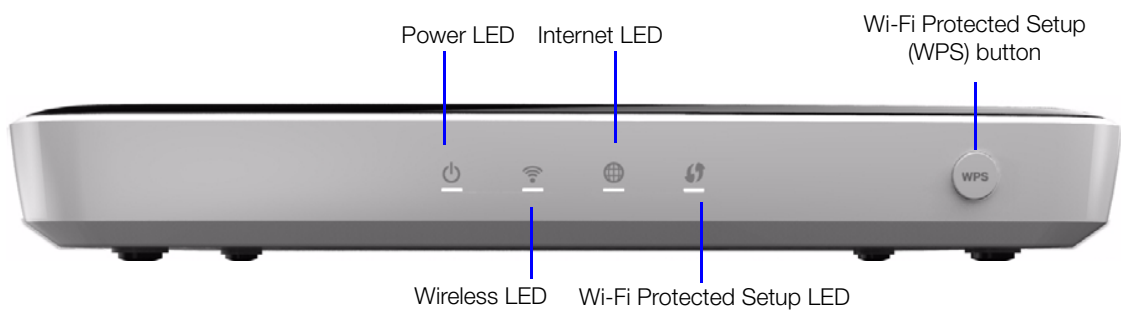 Wi-Fi Protected Setup
(WPS) button
Power LED
Internet LED
WPS
Wireless LED
Wi-Fi Protected Setup LED